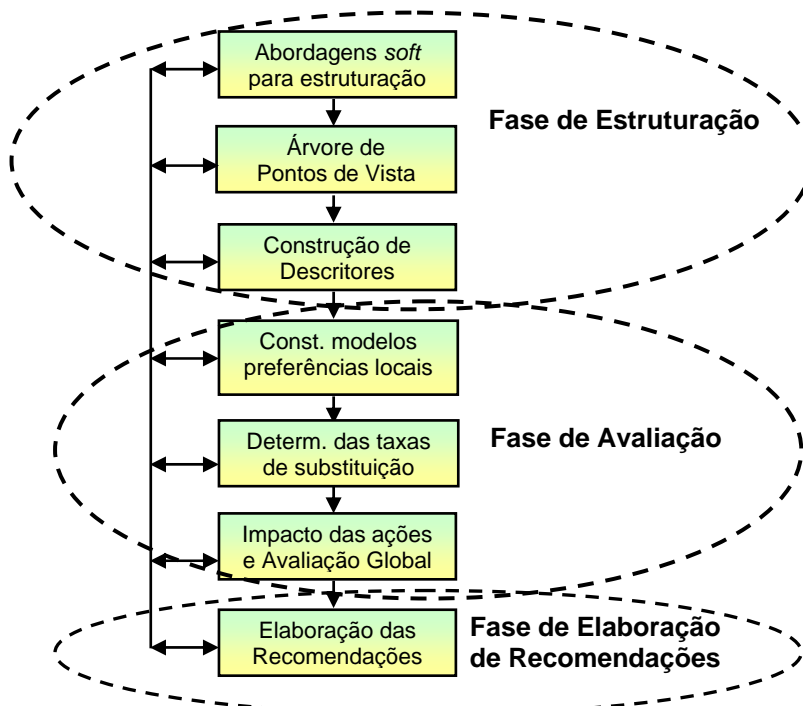 Abordagens soft
para estruturação
Fase de Estruturação
Árvore de
Pontos de Vista
Construção de
Descritores
Const. modelos
preferências locais
Fase de Avaliação
Determ. das taxas
de substituição
Impacto das ações
e Avaliação Global
Elaboração das
Recomendações
Fase de Elaboração
de Recomendações